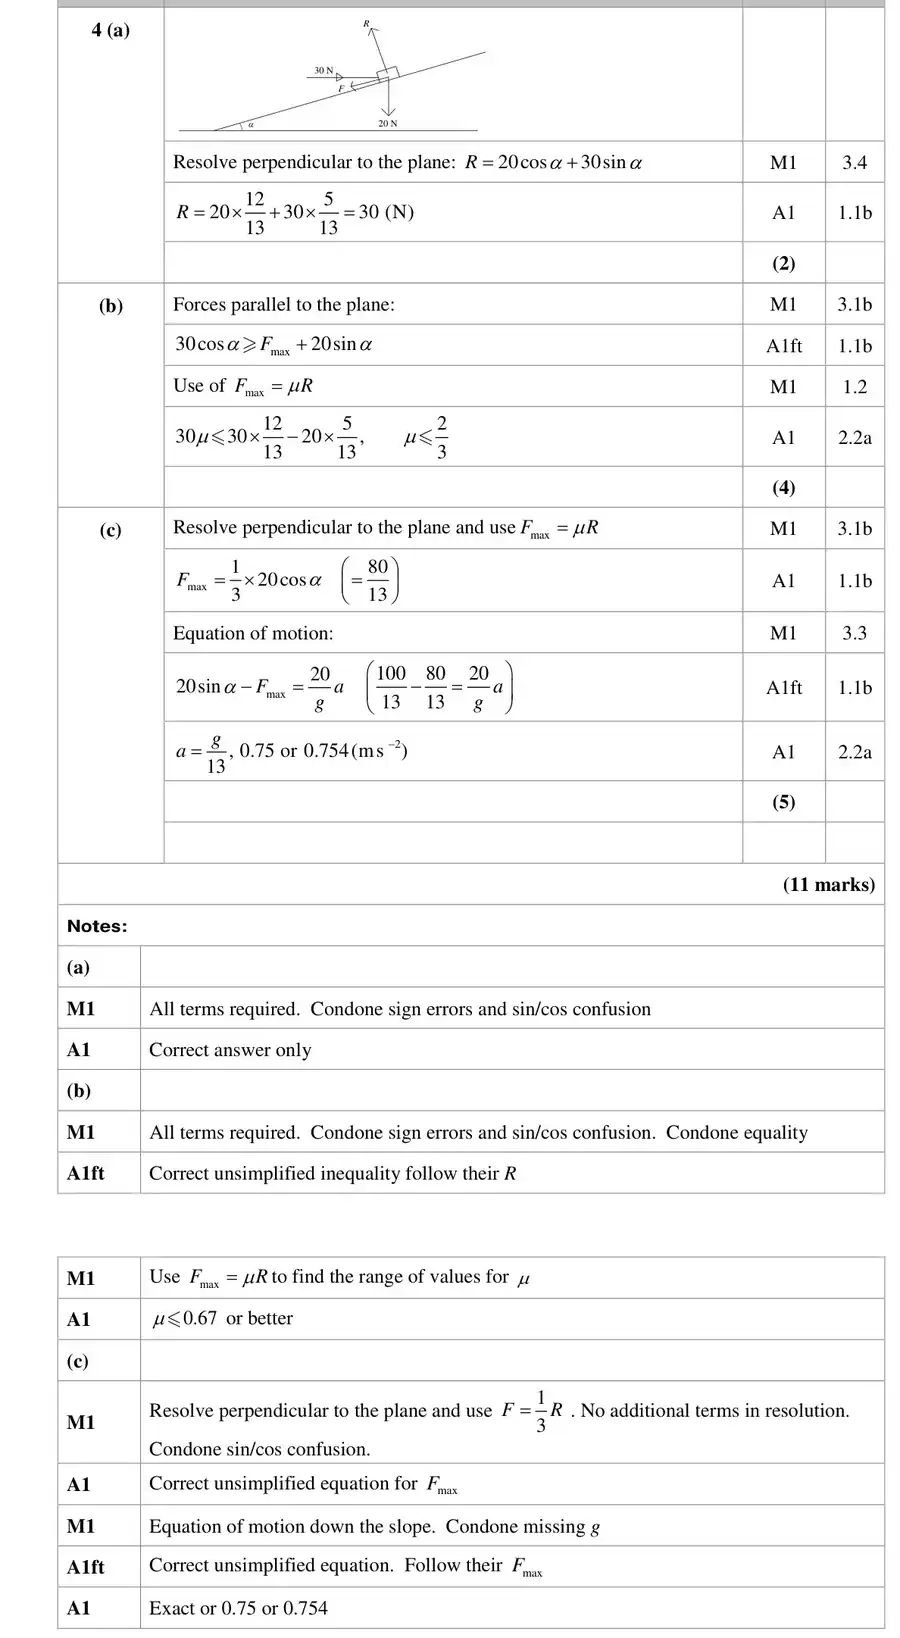 4 (a)
R
30 N
F
α
20 N
Resolve perpendicular to the plane: R = 20cos α + 30sin α M1 3.4
R = 20 × 12/13 + 30 × 5/13 = 30 (N) A1 1.1b
(2)
(b) Forces parallel to the plane: M1 3.1b
30cos α ⩾ Fmax + 20sin α A1ft 1.1b
Use of Fmax = μR M1 1.2
30μ ⩽ 30 × 12/13 − 20 × 5/13, μ ⩽ 2/3 A1 2.2a
(4)
(c) Resolve perpendicular to the plane and use Fmax = μR M1 3.1b
Fmax = 1/3 × 20cos α (= 80/13) A1 1.1b
Equation of motion: M1 3.3
20sin α − Fmax = 20/g a (100/13 − 80/13 = 20/g a) A1ft 1.1b
a = g/13, 0.75 or 0.754 (m s⁻²) A1 2.2a
(5)
(11 marks)
Notes:
(a)
M1 All terms required. Condone sign errors and sin/cos confusion
A1 Correct answer only
(b)
M1 All terms required. Condone sign errors and sin/cos confusion. Condone equality
A1ft Correct unsimplified inequality follow their R
M1 Use Fmax = μR to find the range of values for μ
A1 μ ⩽ 0.67 or better
(c)
M1 Resolve perpendicular to the plane and use F = 1/3 R . No additional terms in resolution.
Condone sin/cos confusion.
A1 Correct unsimplified equation for Fmax
M1 Equation of motion down the slope. Condone missing g
A1ft Correct unsimplified equation. Follow their Fmax
A1 Exact or 0.75 or 0.754